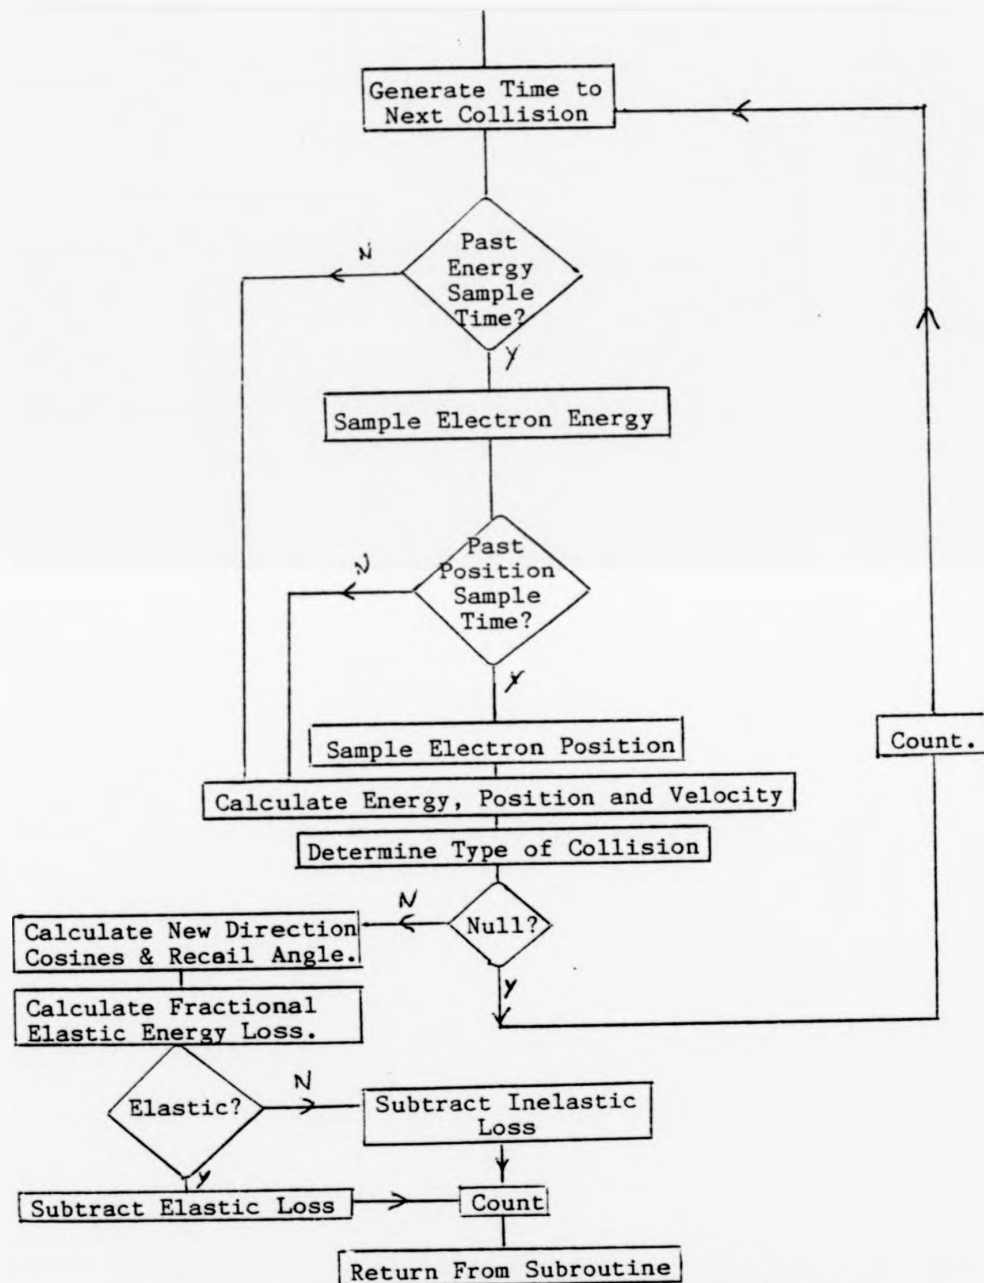 Generate Time to
Next Collision
N
Past
Energy
Sample
Time?
Y
Sample Electron Energy
N
Past
Position
Sample
Time?
Y
Sample Electron Position
Count.
Calculate Energy, Position and Velocity
Determine Type of Collision
N
Null?
Calculate New Direction
Cosines & Recoil Angle.
Y
Calculate Fractional
Elastic Energy Loss.
N
Elastic?
Subtract Inelastic
Loss
Y
Subtract Elastic Loss
Count
Return From Subroutine